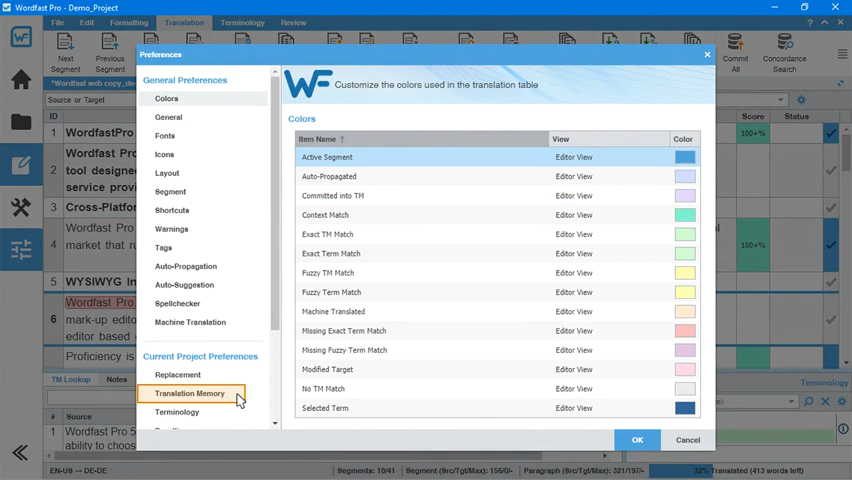 Wordfast Pro - Demo_Project
File Edit Formatting Translation Terminology Review
Next Segment
Previous Segment
Commit All
Concordance Search
*Wordfast web copy_de-
Source or Target
ID
Score
Status
1 WordfastPro
100+%
Wordfast Pro
2 tool designed
service provi
3 Cross-Platfo
Wordfast Pro
4 market that ru
100+%
5 WYSIWYG In
Wordfast Pro
6 mark-up editor
editor based
Proficiency is
TM Lookup Notes
Terminology
ID Source
1 Wordfast Pro 5
ability to choos
EN-US → DE-DE
Segments: 10/41
Segment (Src/Tgt/Max): 156/0/-
Paragraph (Src/Tgt/Max): 321/197/-
32% Translated (413 words left)
Preferences
General Preferences
Colors
General
Fonts
Icons
Layout
Segment
Shortcuts
Warnings
Tags
Auto-Propagation
Auto-Suggestion
Spellchecker
Machine Translation
Current Project Preferences
Replacement
Translation Memory
Terminology
WF Customize the colors used in the translation table
Colors
Item Name View Color
Active Segment Editor View
Auto-Propagated Editor View
Committed into TM Editor View
Context Match Editor View
Exact TM Match Editor View
Exact Term Match Editor View
Fuzzy TM Match Editor View
Fuzzy Term Match Editor View
Machine Translated Editor View
Missing Exact Term Match Editor View
Missing Fuzzy Term Match Editor View
Modified Target Editor View
No TM Match Editor View
Selected Term Editor View
OK Cancel